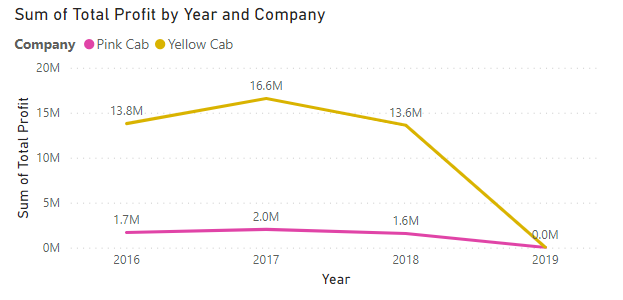 Sum of Total Profit by Year and Company
Company Pink Cab Yellow Cab
20M
15M
10M
5M
0M
Sum of Total Profit
13.8M
16.6M
13.6M
0.0M
1.7M
2.0M
1.6M
2016 2017 2018 2019
Year